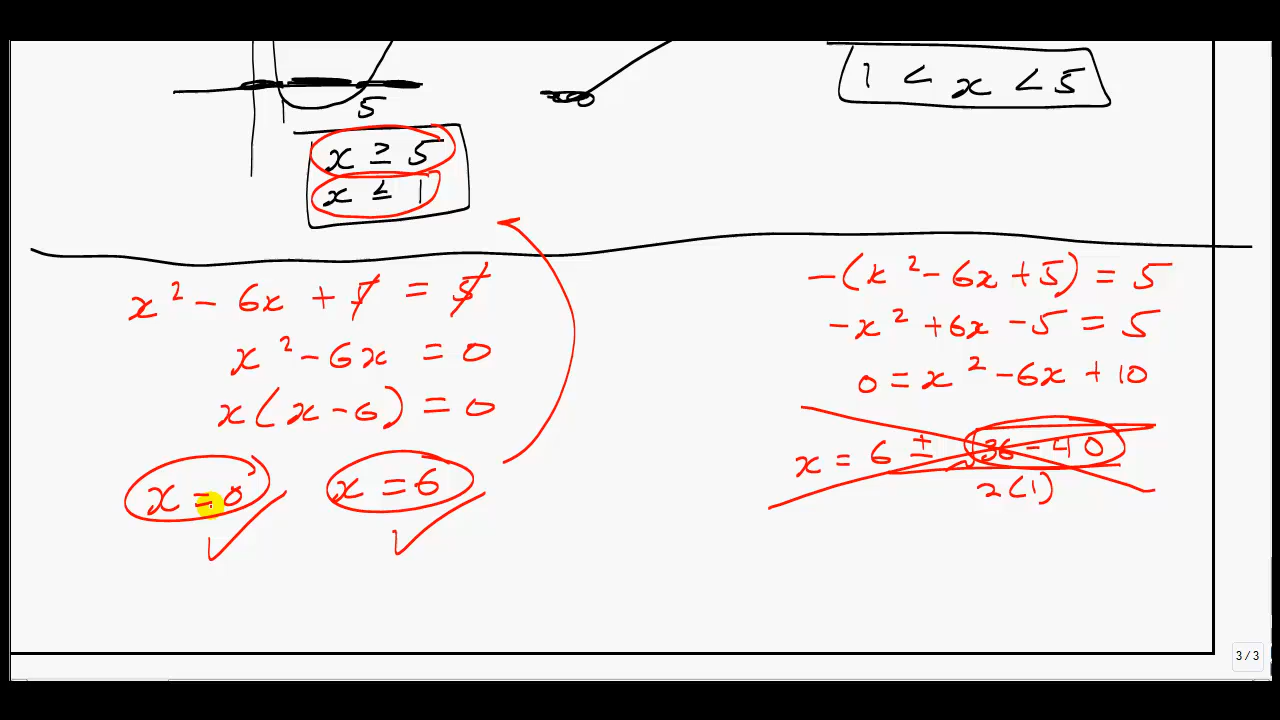 1 < x < 5
5
x ≥ 5
x ≤ 1
x² - 6x + 5 = 5
x² - 6x = 0
x(x - 6) = 0
x = 0 x = 6
-(x² - 6x + 5) = 5
-x² + 6x - 5 = 5
0 = x² - 6x + 10
x = 6 ± √36 - 40
2(1)
3 / 3